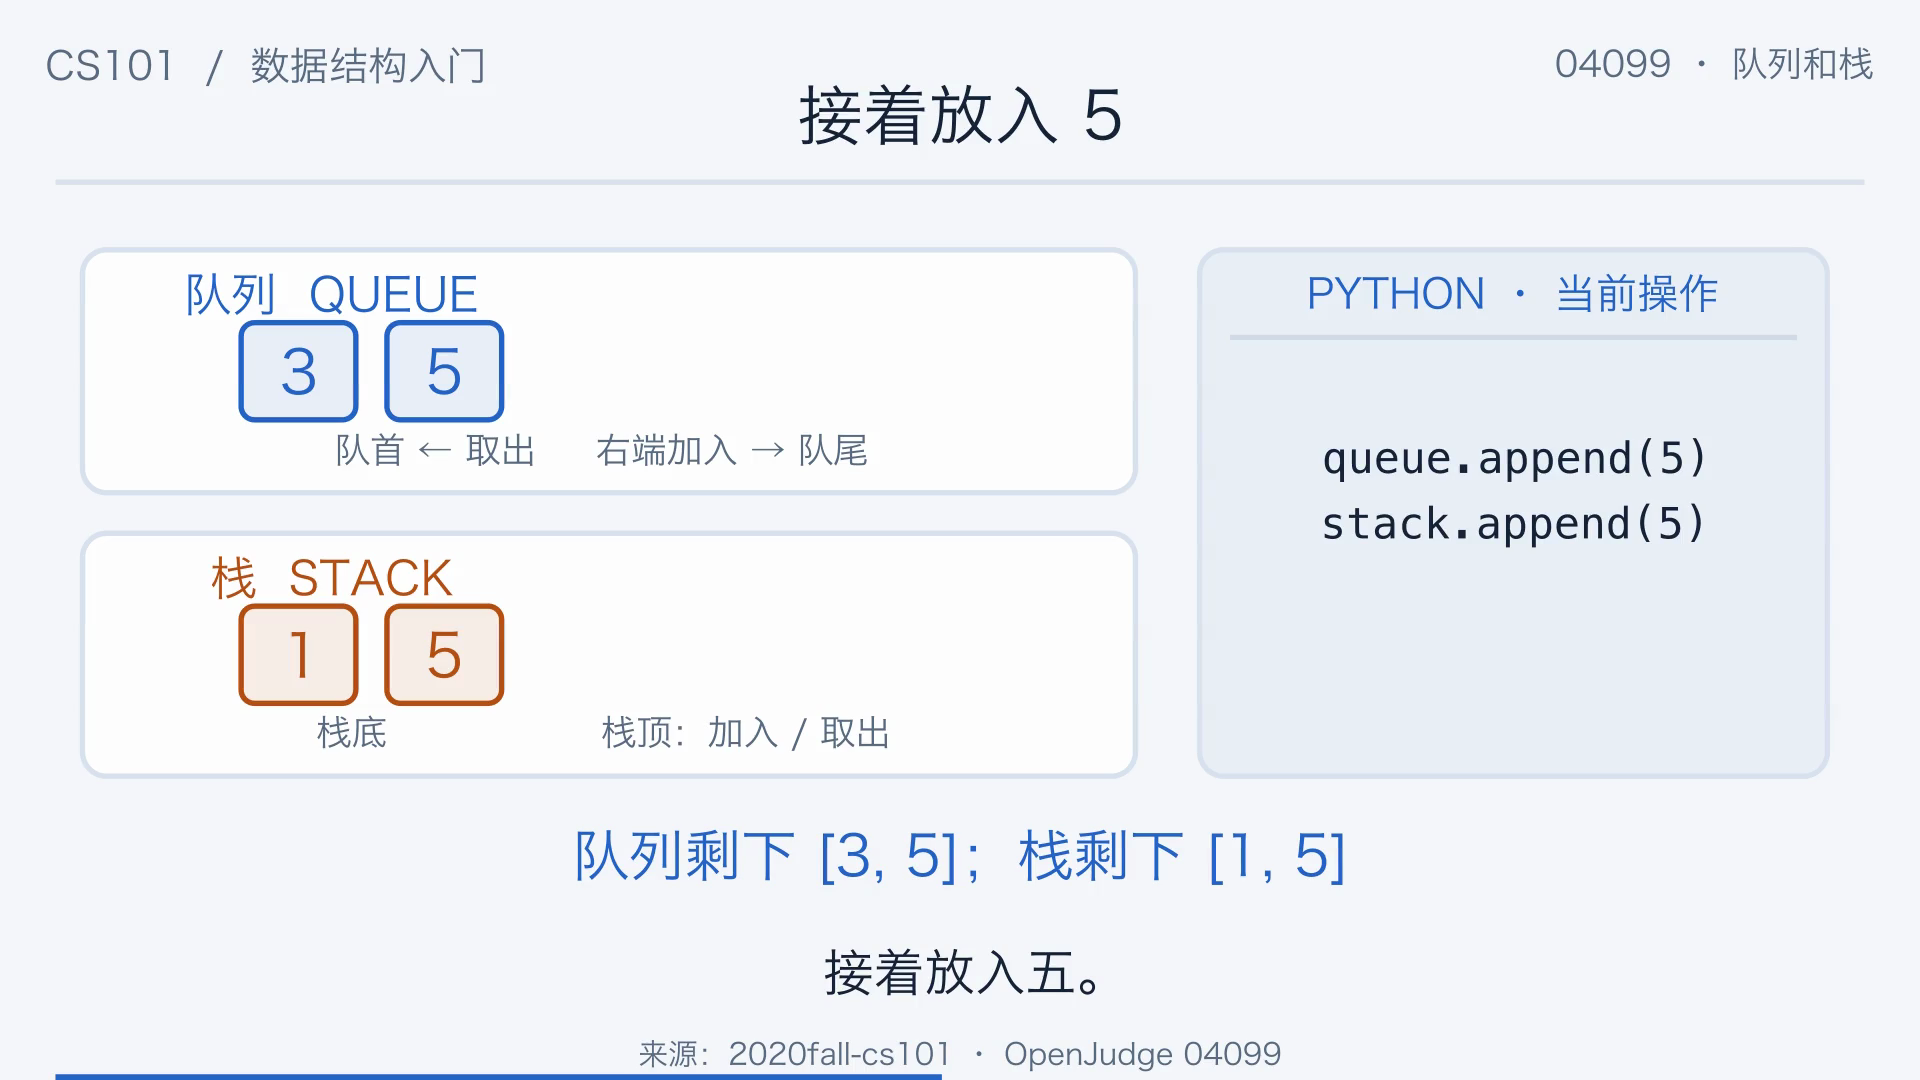 CS101 / 数据结构入门
04099 · 队列和栈
接着放入 5
队列 QUEUE
3 5
队首 ← 取出 右端加入 → 队尾
栈 STACK
1 5
栈底 栈顶：加入 / 取出
PYTHON · 当前操作
queue.append(5)
stack.append(5)
队列剩下 [3, 5]；栈剩下 [1, 5]
接着放入五。
来源：2020fall-cs101 · OpenJudge 04099